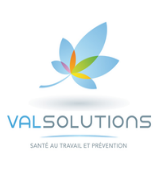 VALSOLUTIONS
SANTÉ AU TRAVAIL ET PRÉVENTION